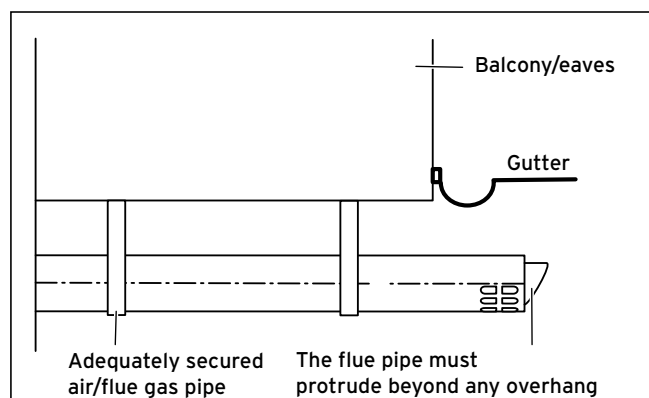 Balcony/eaves
Gutter
Adequately secured
air/flue gas pipe
The flue pipe must
protrude beyond any overhang